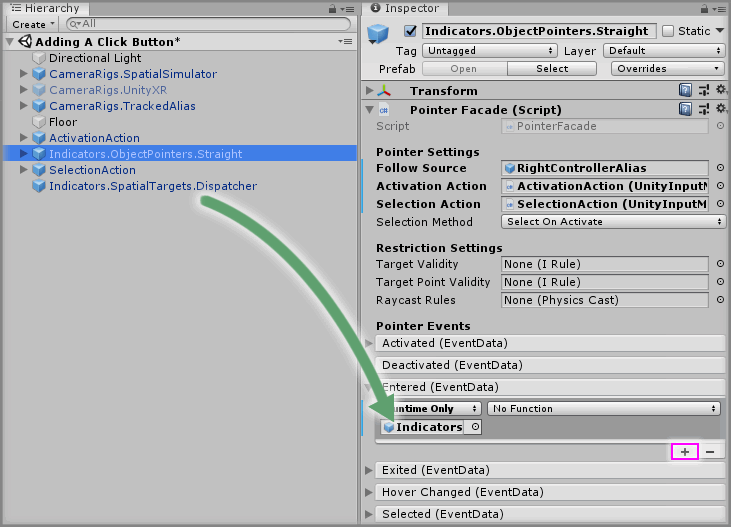 Hierarchy
Create
All
Adding A Click Button*
Directional Light
CameraRigs.SpatialSimulator
CameraRigs.UnityXR
CameraRigs.TrackedAlias
Floor
ActivationAction
Indicators.ObjectPointers.Straight
SelectionAction
Indicators.SpatialTargets.Dispatcher
Inspector
Indicators.ObjectPointers.Straight Static
Tag Untagged Layer Default
Prefab Open Select Overrides
Transform
Pointer Facade (Script)
Script PointerFacade
Pointer Settings
Follow Source RightControllerAlias
Activation Action ActivationAction (UnityInputM
Selection Action SelectionAction (UnityInputM
Selection Method Select On Activate
Restriction Settings
Target Validity None (I Rule)
Target Point Validity None (I Rule)
Raycast Rules None (Physics Cast)
Pointer Events
Activated (EventData)
Deactivated (EventData)
Entered (EventData)
untime Only No Function
Indicators
+ −
Exited (EventData)
Hover Changed (EventData)
Selected (EventData)